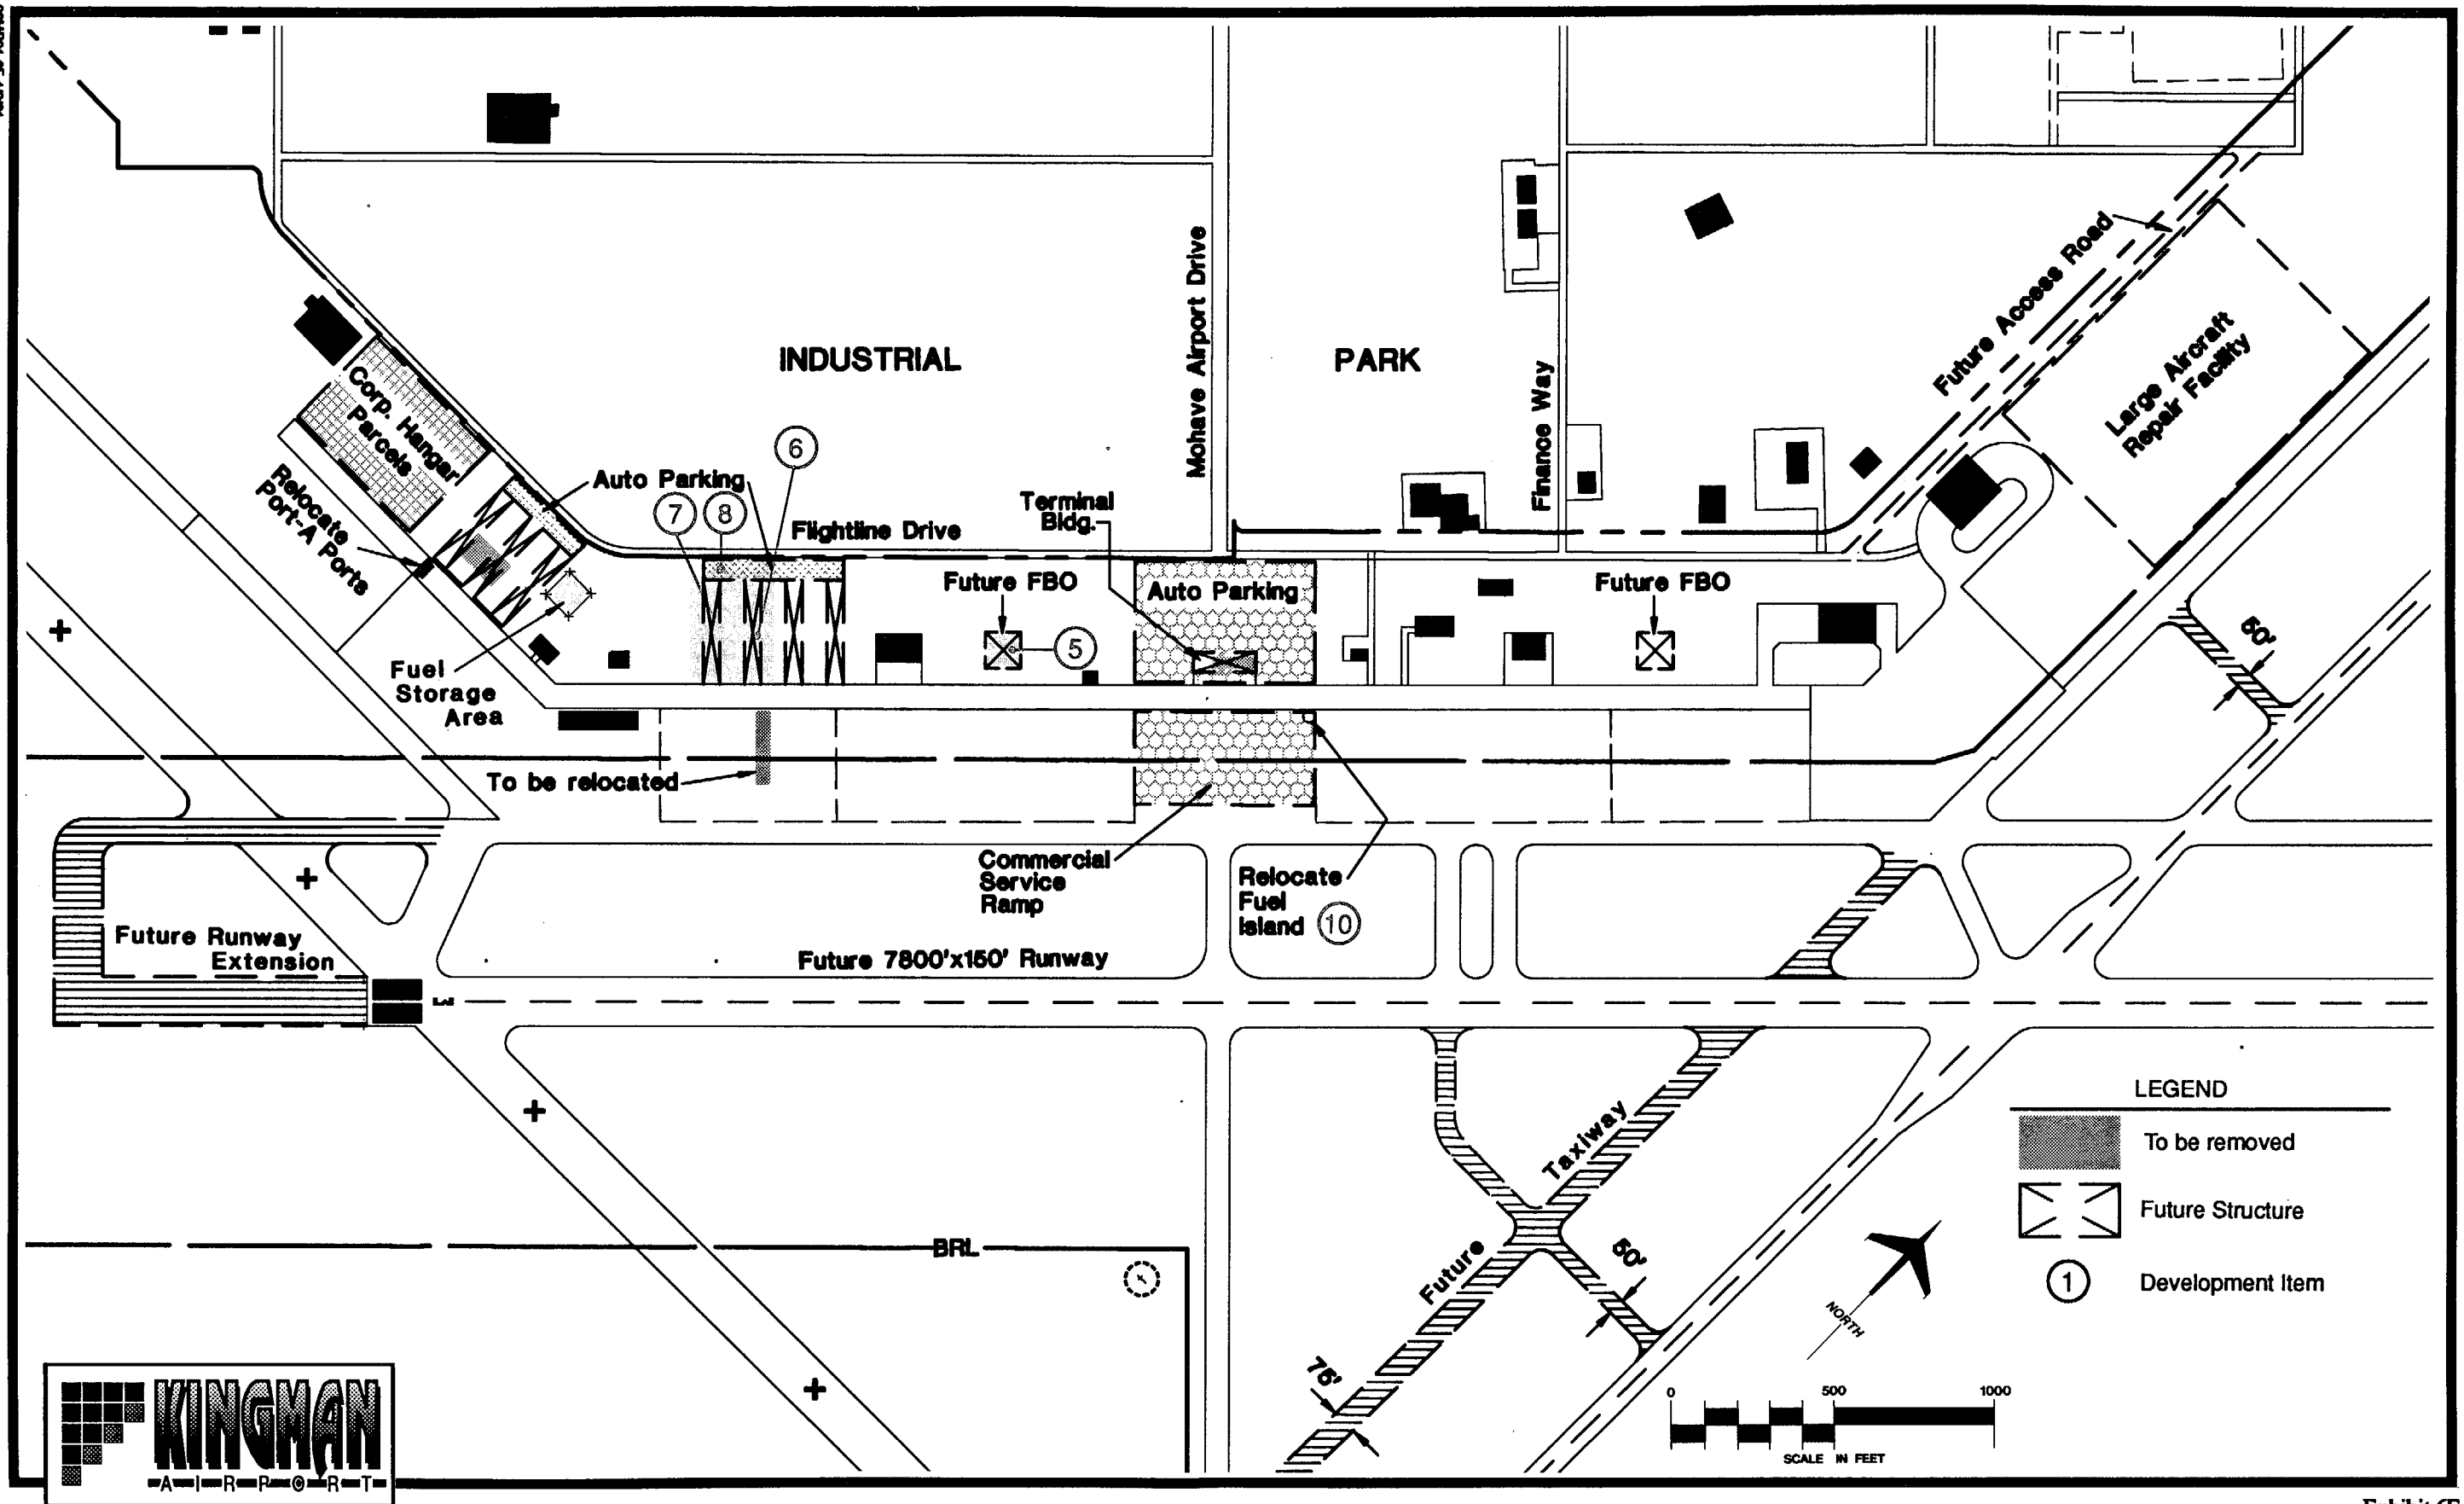 INDUSTRIAL
PARK
Mohave Airport Drive
Finance Way
Future Access Road
Large Aircraft
Repair Facility
Corp. Hangar
Parcels
Relocate
Port-A Ports
Auto Parking
6
7
8
Flightline Drive
Terminal
Bldg.
Future FBO
5
Auto Parking
Future FBO
Fuel
Storage
Area
To be relocated
50'
Commercial
Service
Ramp
Relocate
Fuel
Island
10
Future Runway
Extension
Future 7800'x150' Runway
Future
Taxiway
50'
75'
BRL
LEGEND
To be removed
Future Structure
1
Development Item
NORTH
0
500
1000
SCALE IN FEET
KINGMAN
AIRPORT